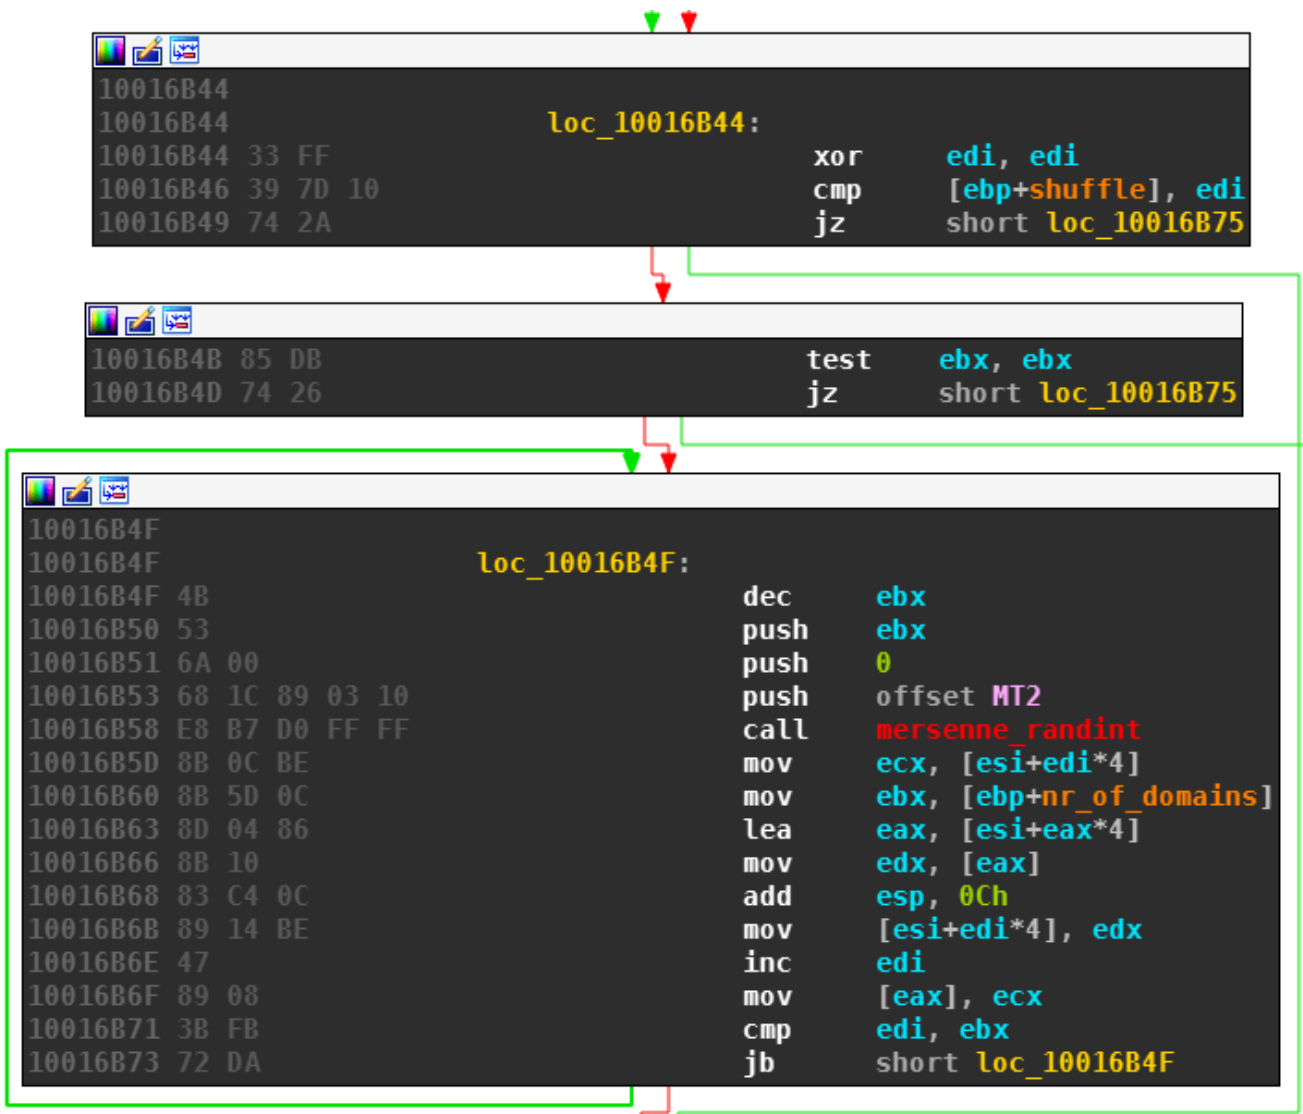 10016B44
10016B44 loc_10016B44:
10016B44 33 FF xor edi, edi
10016B46 39 7D 10 cmp [ebp+shuffle], edi
10016B49 74 2A jz short loc_10016B75
10016B4B 85 DB test ebx, ebx
10016B4D 74 26 jz short loc_10016B75
10016B4F
10016B4F loc_10016B4F:
10016B4F 4B dec ebx
10016B50 53 push ebx
10016B51 6A 00 push 0
10016B53 68 1C 89 03 10 push offset MT2
10016B58 E8 B7 D0 FF FF call mersenne_randint
10016B5D 8B 0C BE mov ecx, [esi+edi*4]
10016B60 8B 5D 0C mov ebx, [ebp+nr_of_domains]
10016B63 8D 04 86 lea eax, [esi+eax*4]
10016B66 8B 10 mov edx, [eax]
10016B68 83 C4 0C add esp, 0Ch
10016B6B 89 14 BE mov [esi+edi*4], edx
10016B6E 47 inc edi
10016B6F 89 08 mov [eax], ecx
10016B71 3B FB cmp edi, ebx
10016B73 72 DA jb short loc_10016B4F